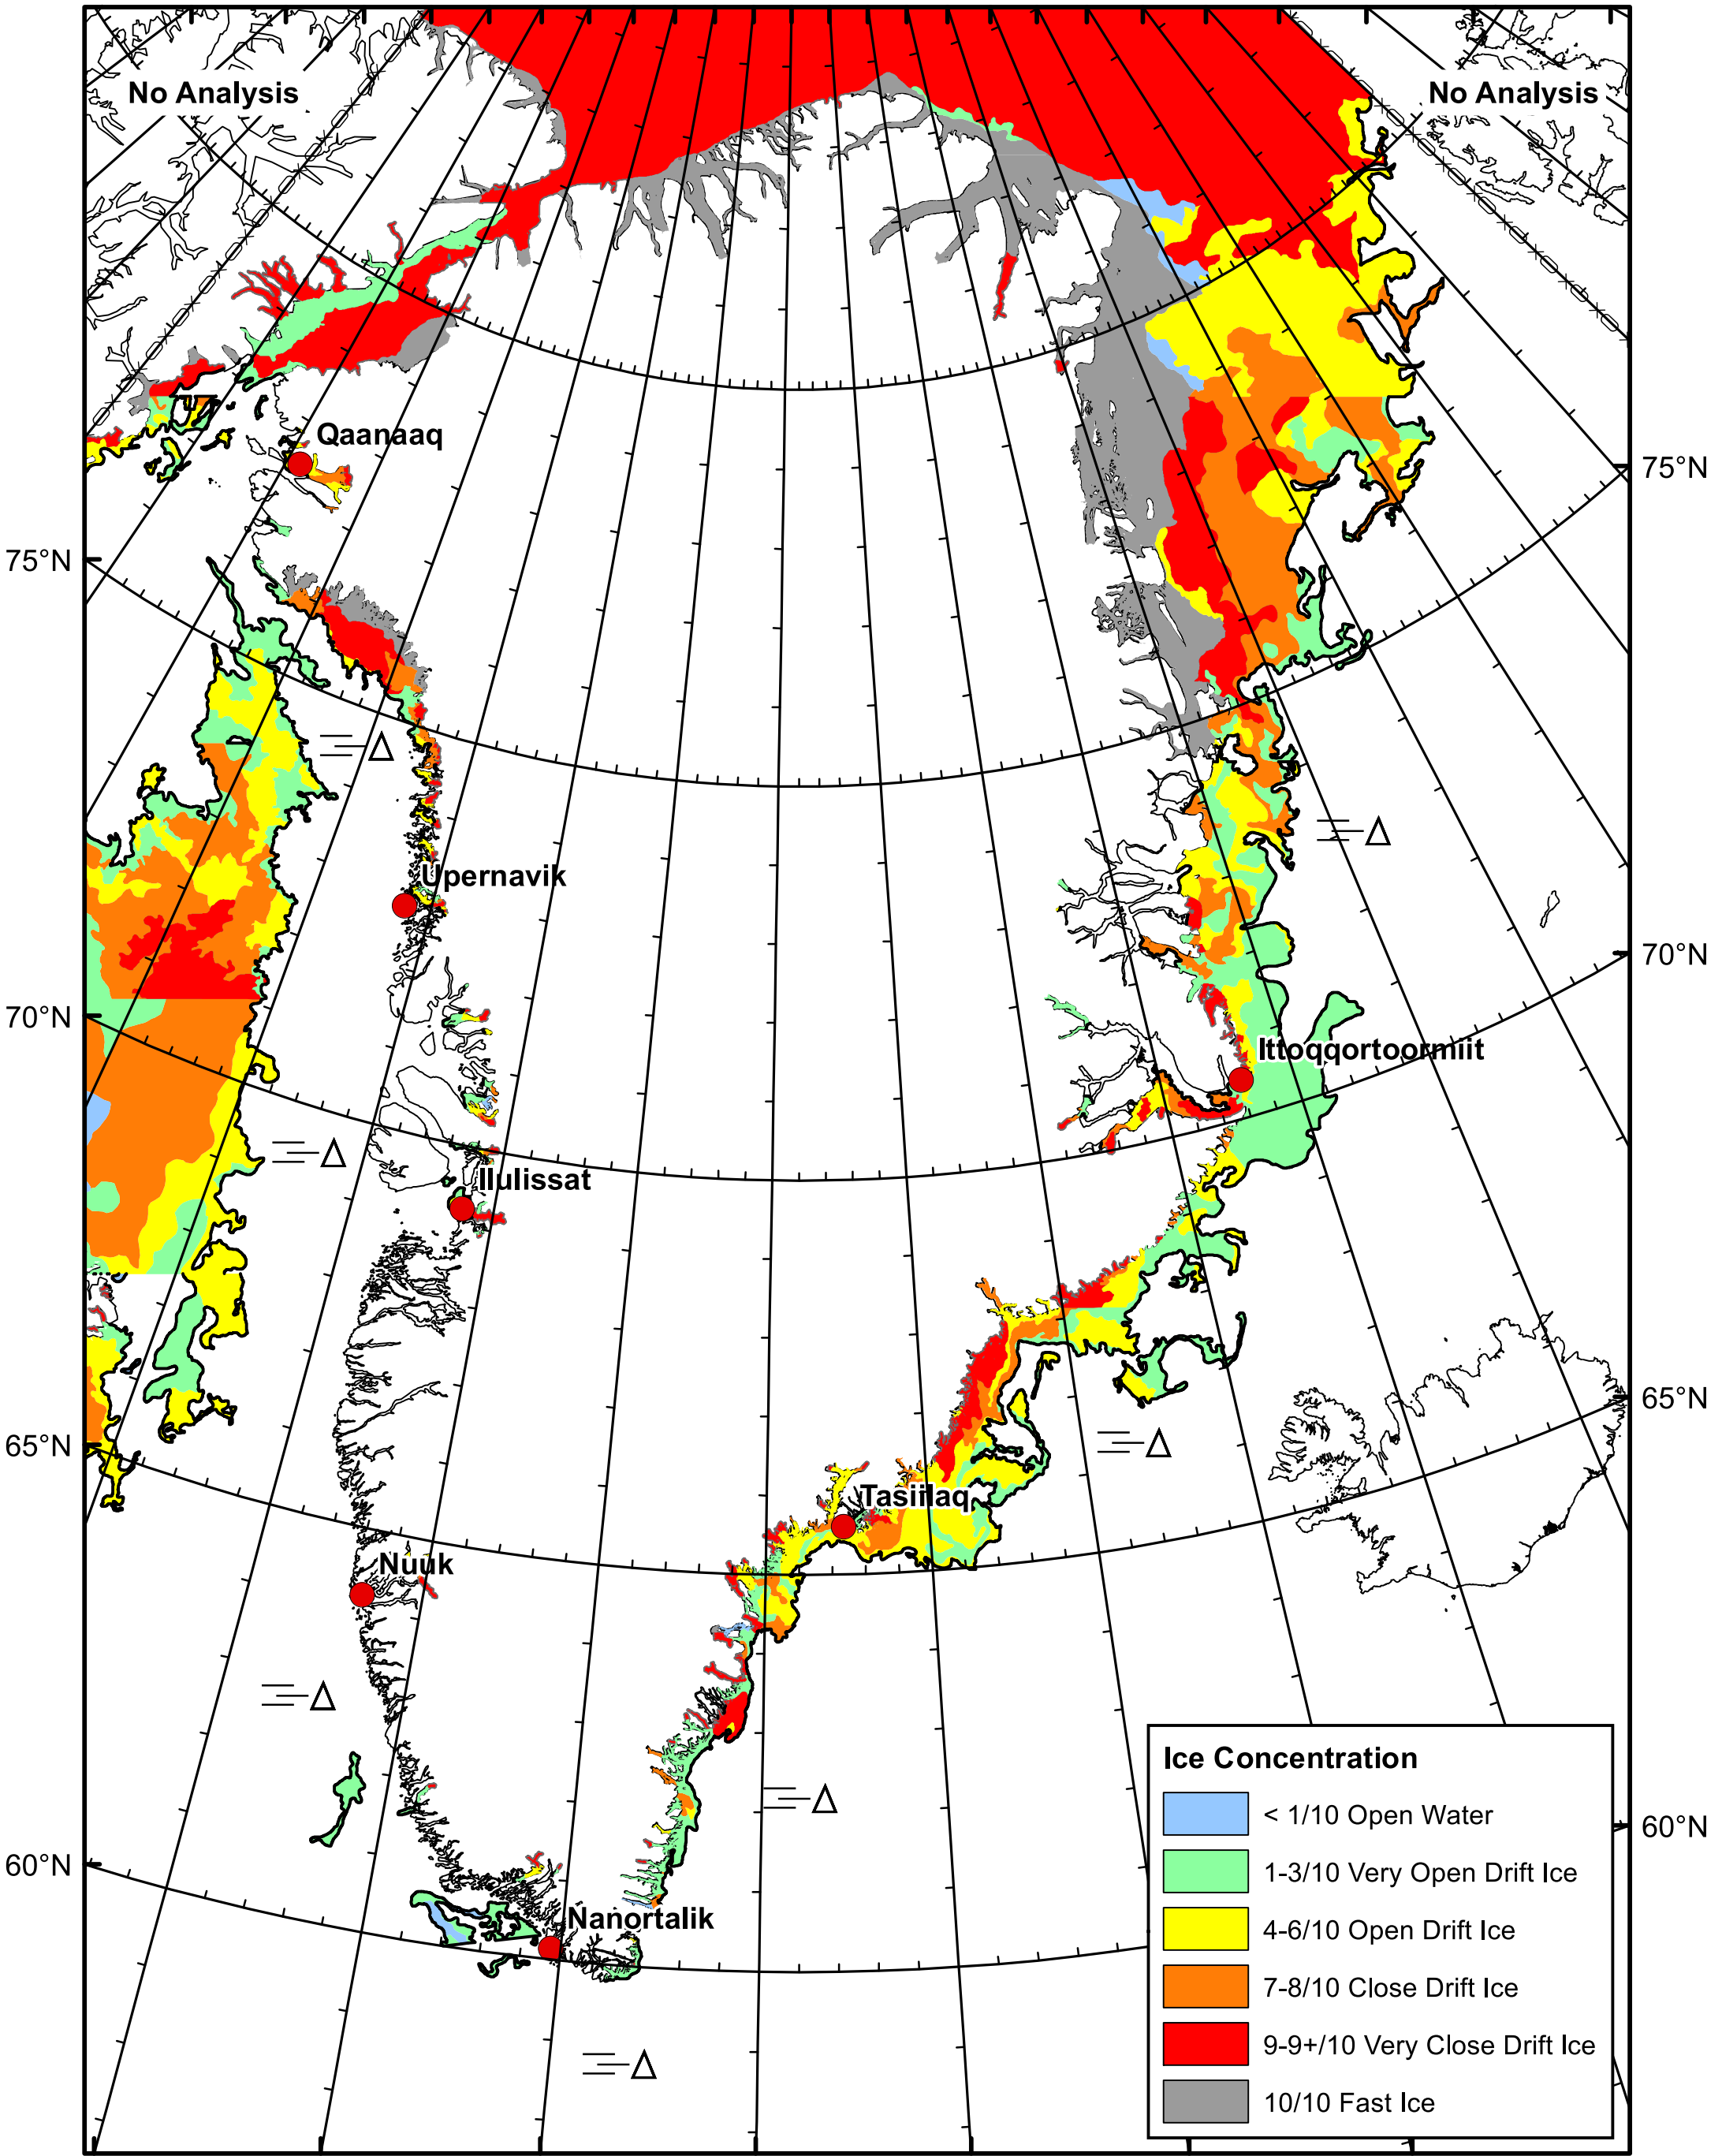 No Analysis
No Analysis
Qaanaaq
75°N
75°N
Upernavik
70°N
70°N
Ittoqqortoormiit
Ilulissat
65°N
65°N
Tasiilaq
Nuuk
60°N
60°N
Nanortalik
Ice Concentration
< 1/10 Open Water
1-3/10 Very Open Drift Ice
4-6/10 Open Drift Ice
7-8/10 Close Drift Ice
9-9+/10 Very Close Drift Ice
10/10 Fast Ice